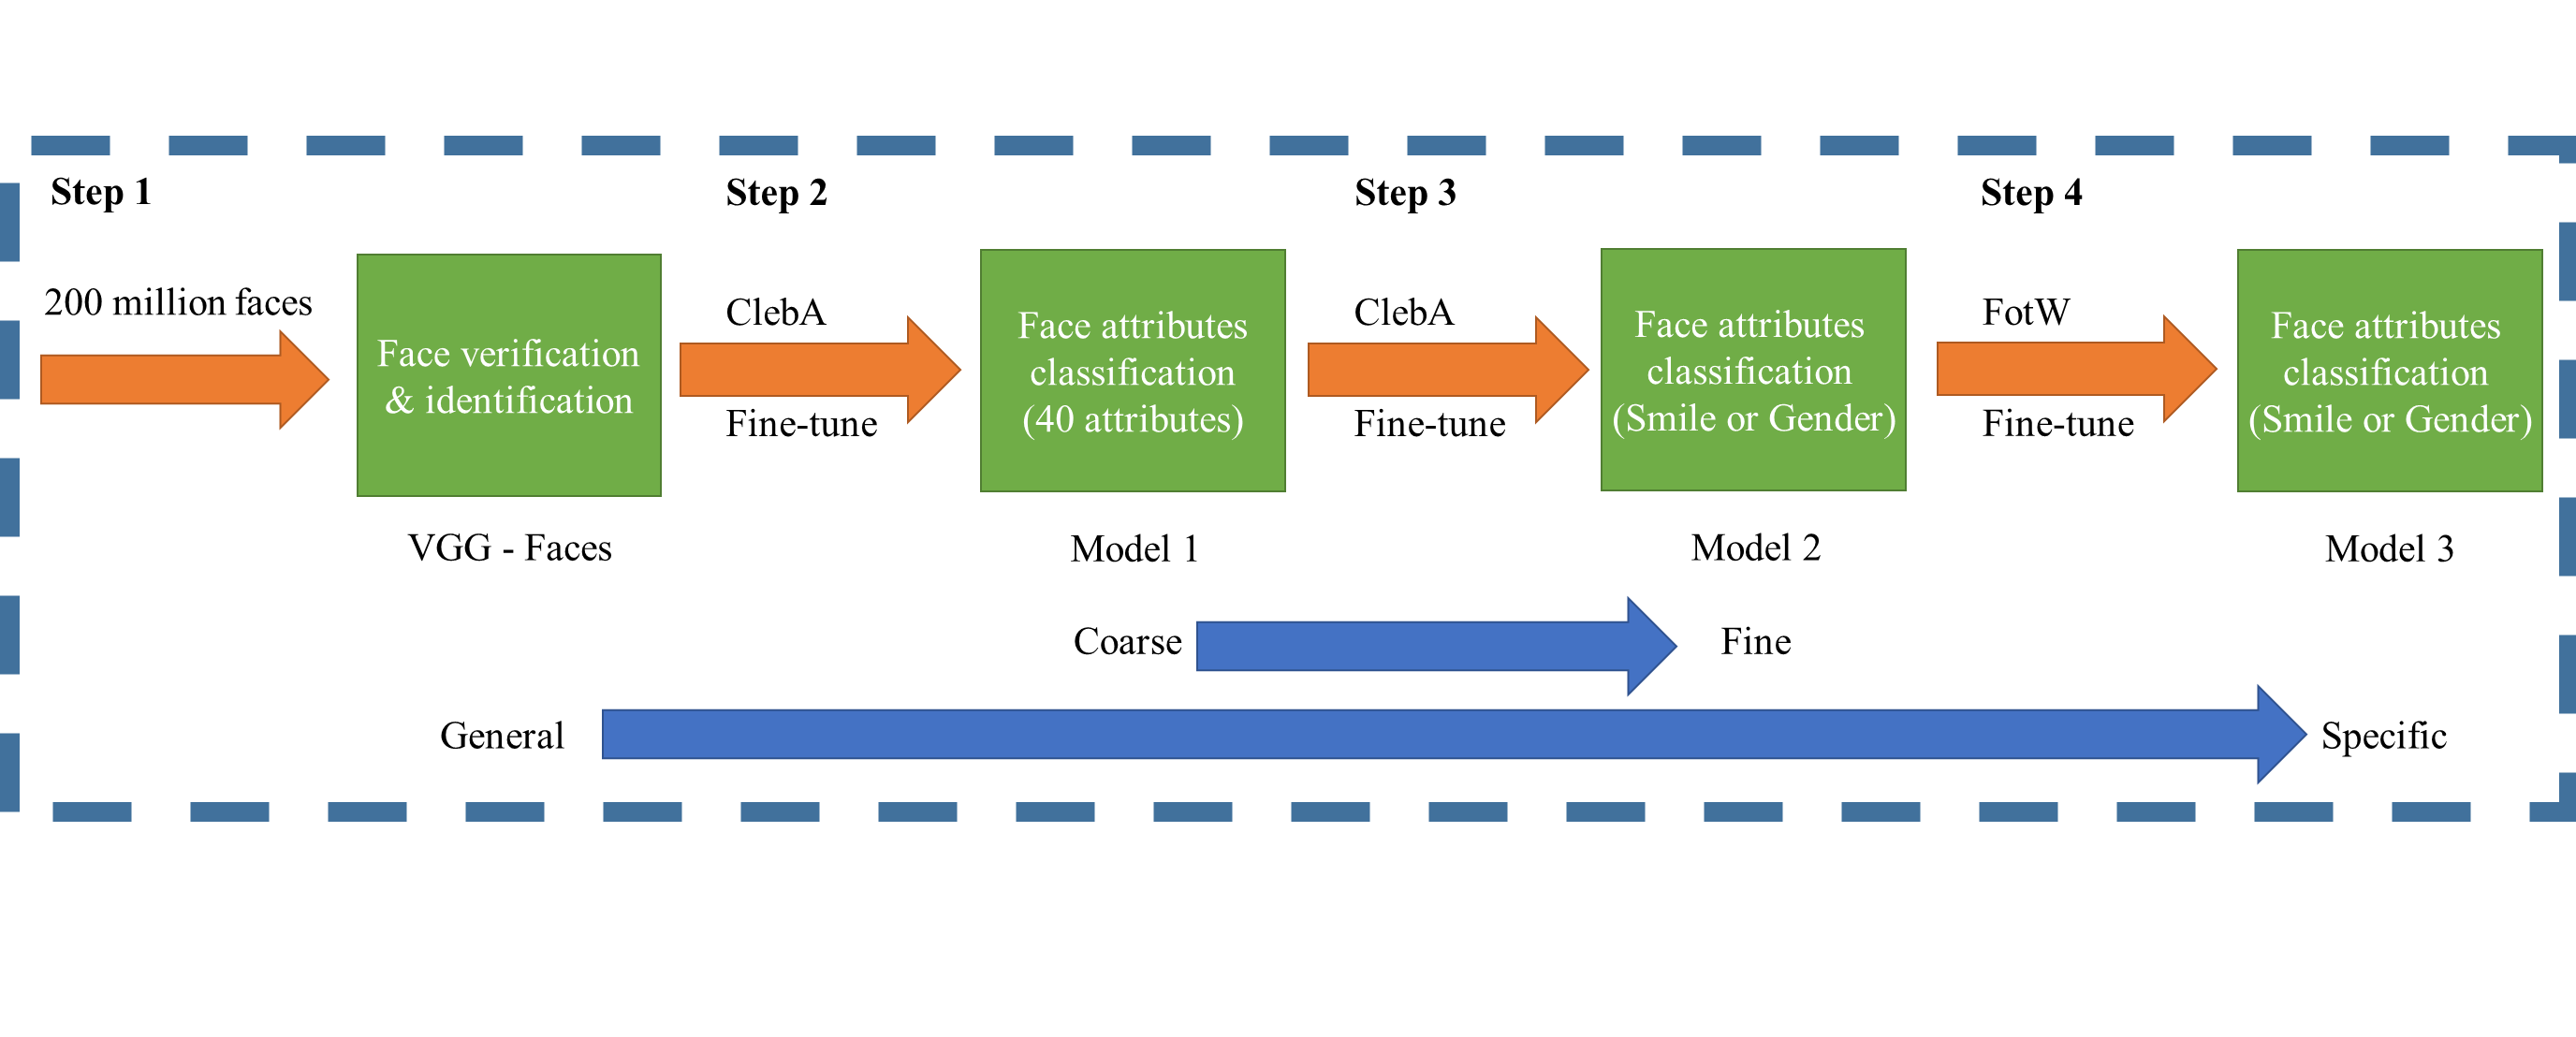 Step 1
Step 2
Step 3
Step 4
200 million faces
Face verification
& identification
VGG - Faces
ClebA
Fine-tune
Face attributes
classification
(40 attributes)
Model 1
ClebA
Fine-tune
Face attributes
classification
(Smile or Gender)
Model 2
FotW
Fine-tune
Face attributes
classification
(Smile or Gender)
Model 3
Coarse
Fine
General
Specific